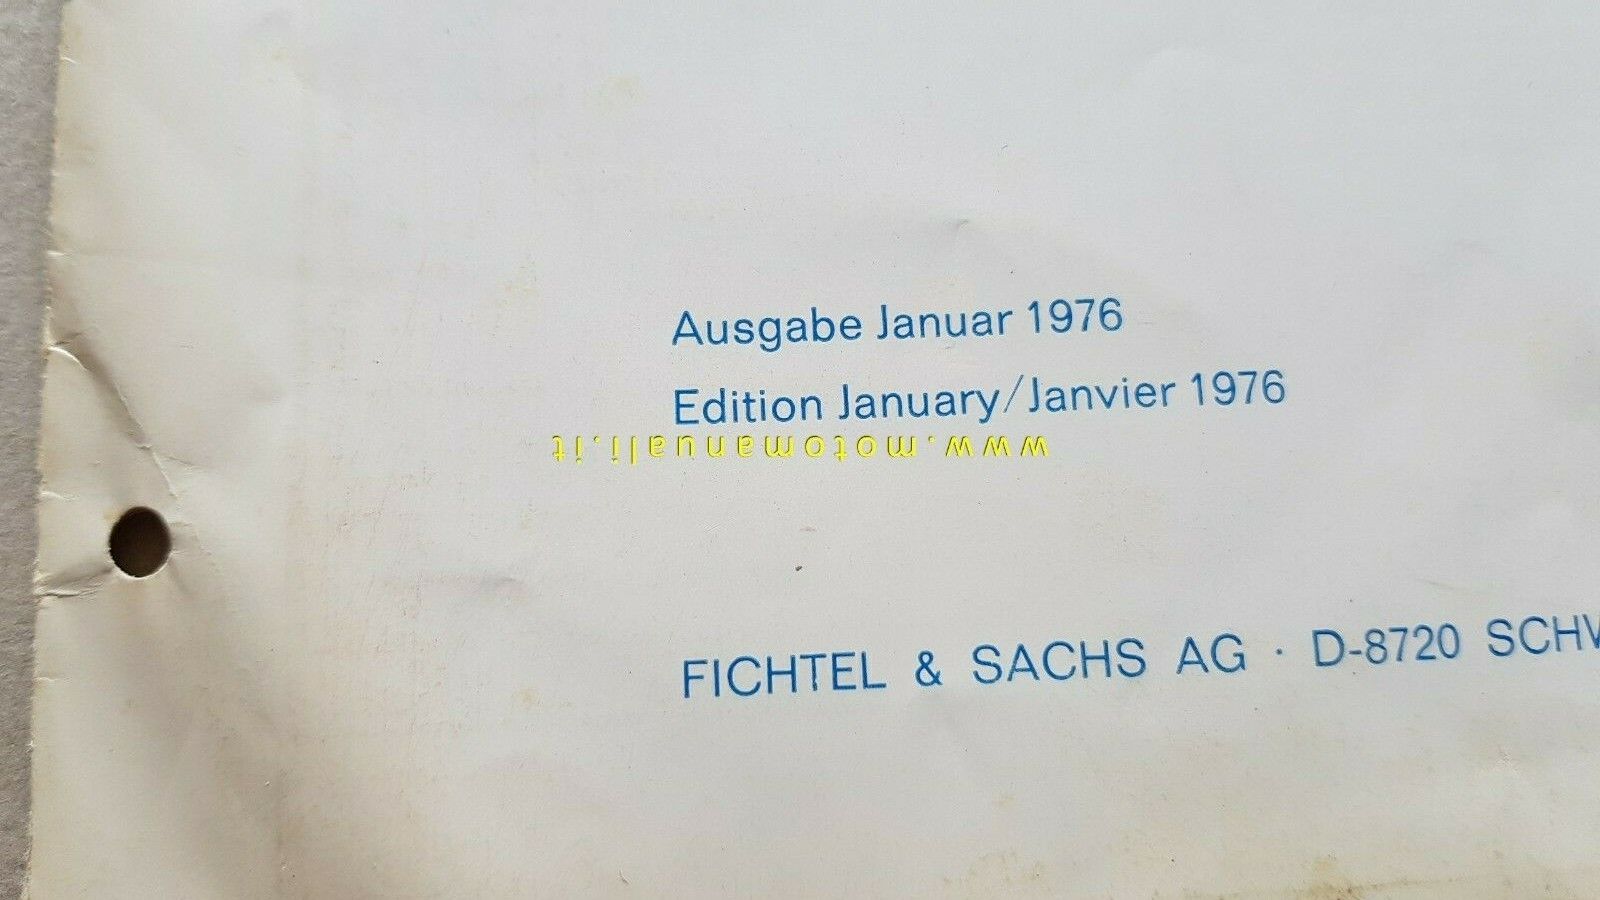 Ausgabe Januar 1976
Edition January/Janvier 1976
www.motomanuali.it
FICHTEL & SACHS AG · D-8720 SCHW